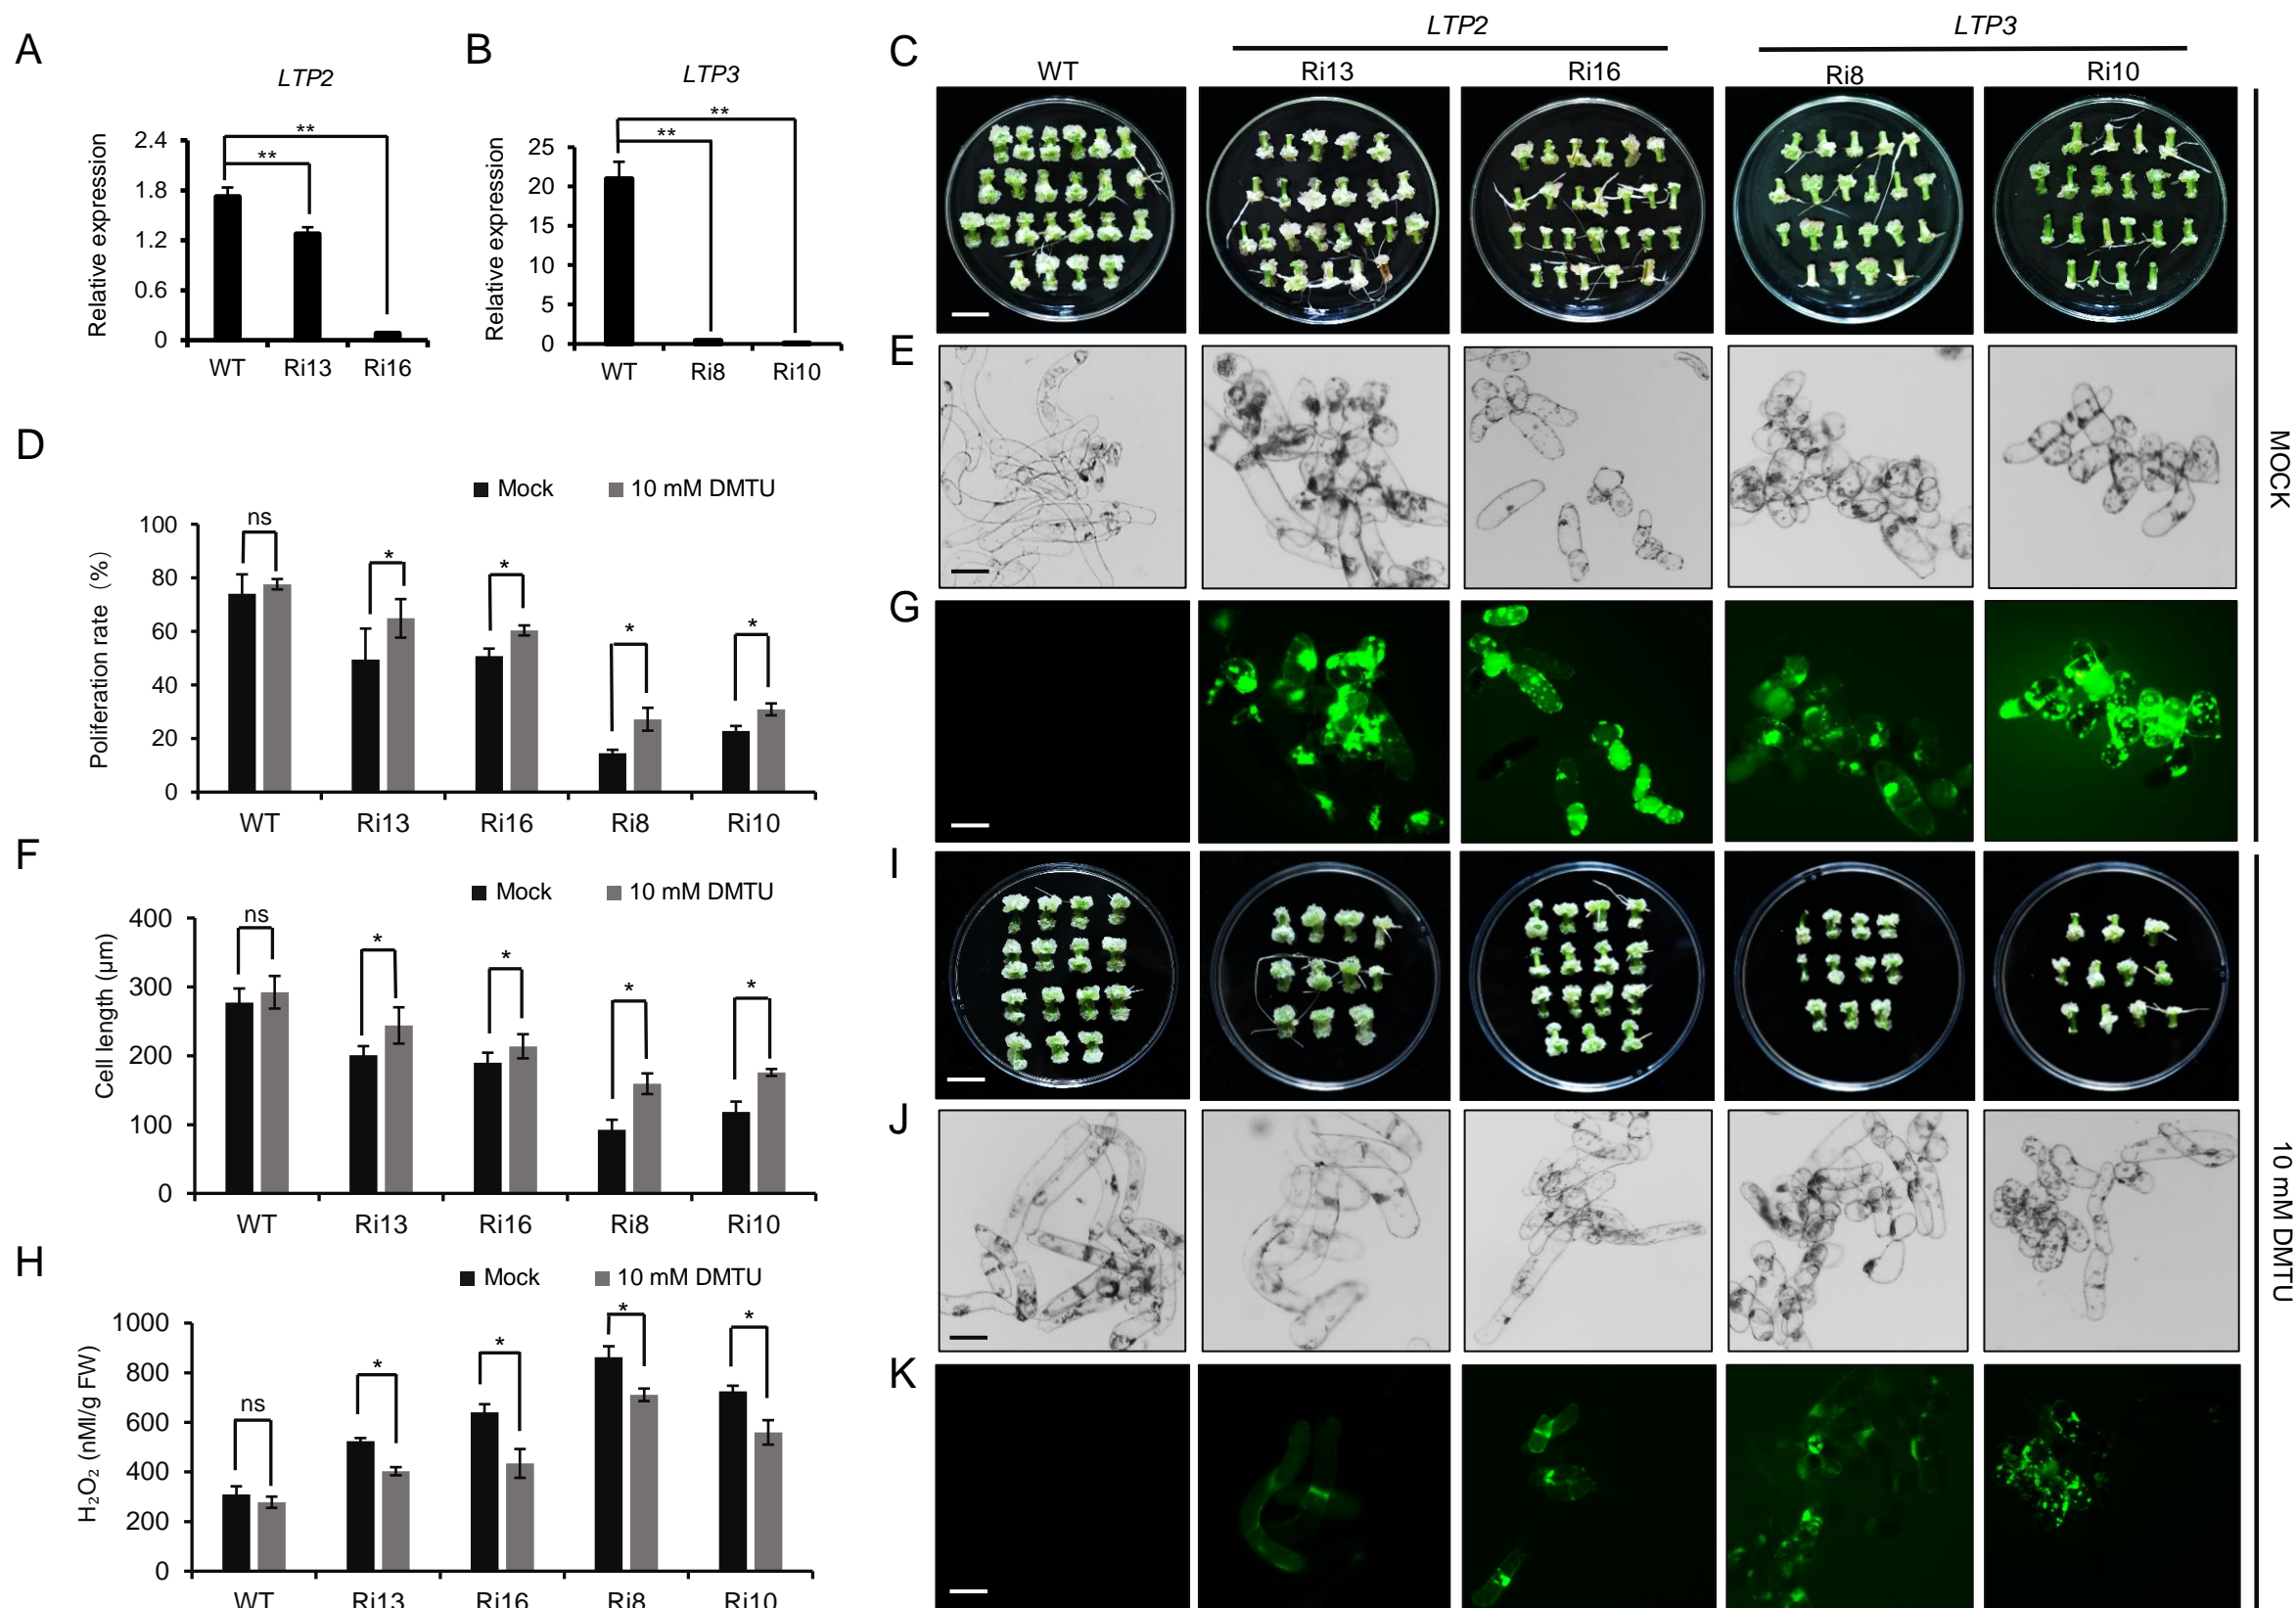 A
LTP2
Relative expression
2.4
1.8
1.2
0.6
0
**
**
WT Ri13 Ri16
B
LTP3
Relative expression
25
20
15
10
5
0
**
**
WT Ri8 Ri10
C
LTP2 LTP3
WT Ri13 Ri16 Ri8 Ri10
E
G
MOCK
D
Mock 10 mM DMTU
Poliferation rate (%)
100
80
60
40
20
0
ns * * * *
WT Ri13 Ri16 Ri8 Ri10
F
Mock 10 mM DMTU
Cell length (μm)
400
300
200
100
0
ns * * * *
WT Ri13 Ri16 Ri8 Ri10
H
Mock 10 mM DMTU
H₂O₂ (nMl/g FW)
1000
800
600
400
200
0
ns * * * *
WT Ri13 Ri16 Ri8 Ri10
I
J
K
10 mM DMTU